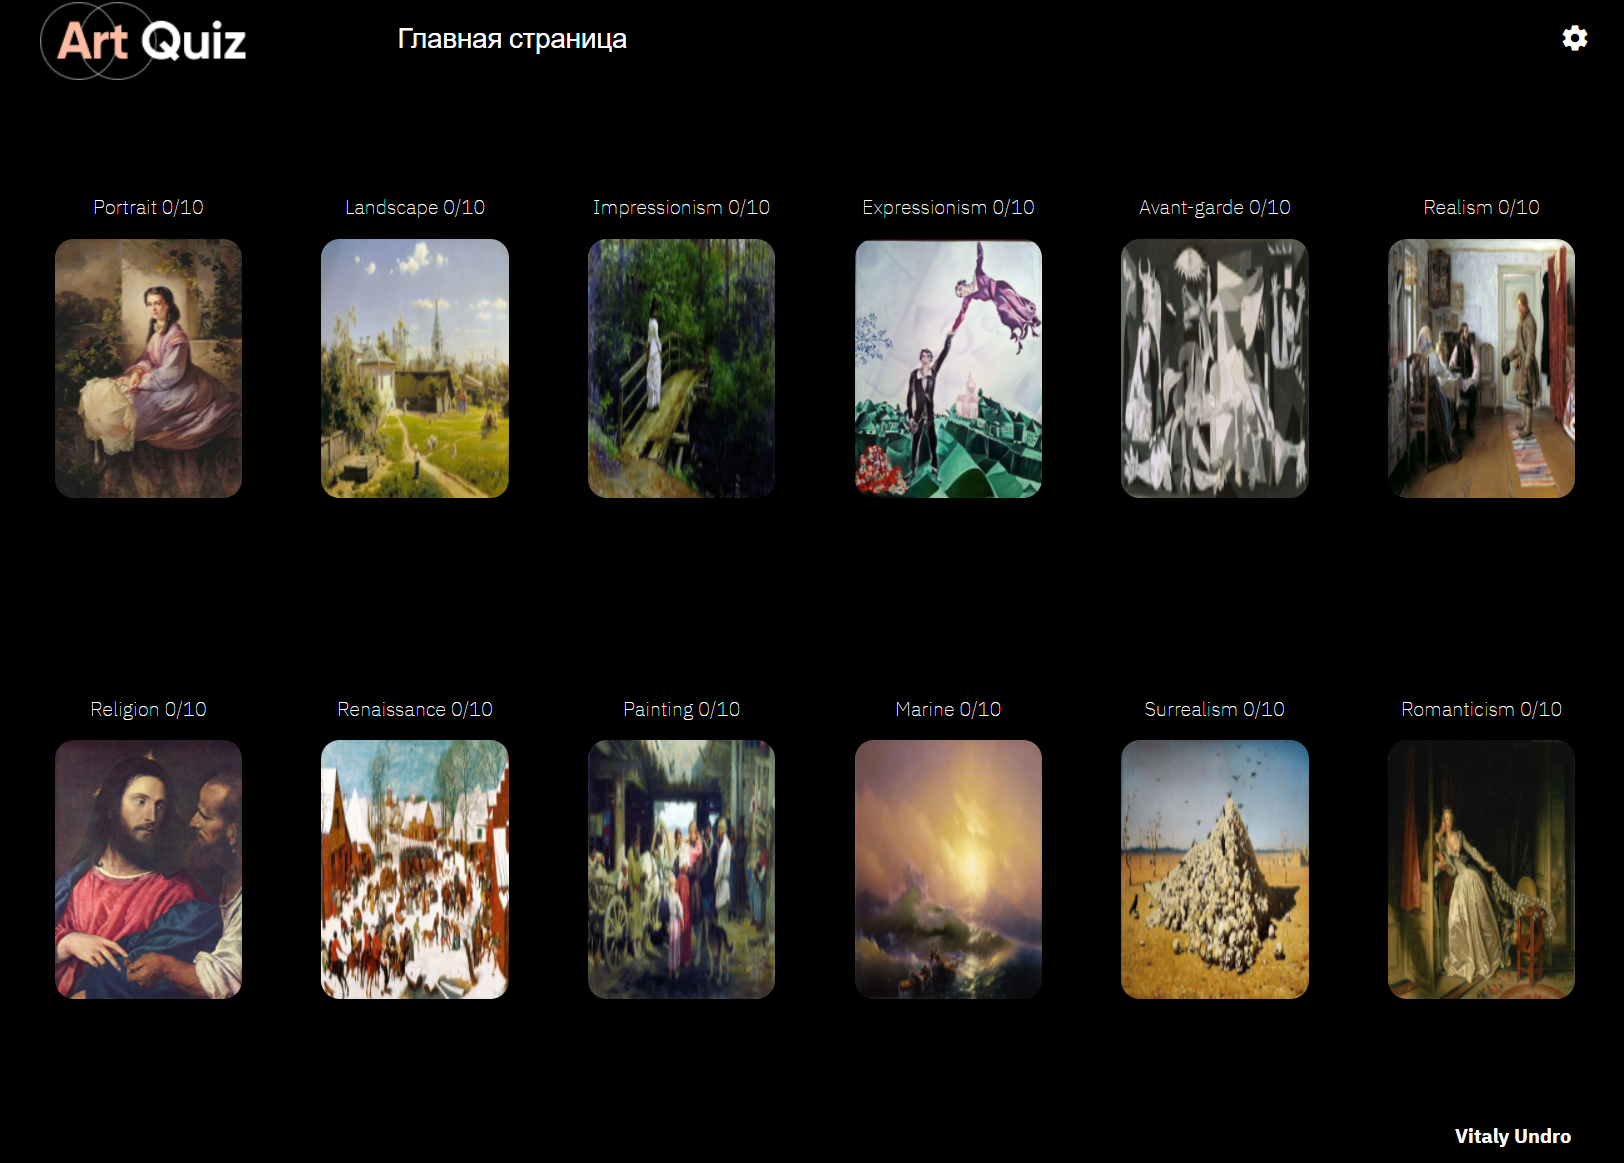 Art Quiz
Главная страница
Portrait 0/10
Landscape 0/10
Impressionism 0/10
Expressionism 0/10
Avant-garde 0/10
Realism 0/10
Religion 0/10
Renaissance 0/10
Painting 0/10
Marine 0/10
Surrealism 0/10
Romanticism 0/10
Vitaly Undro